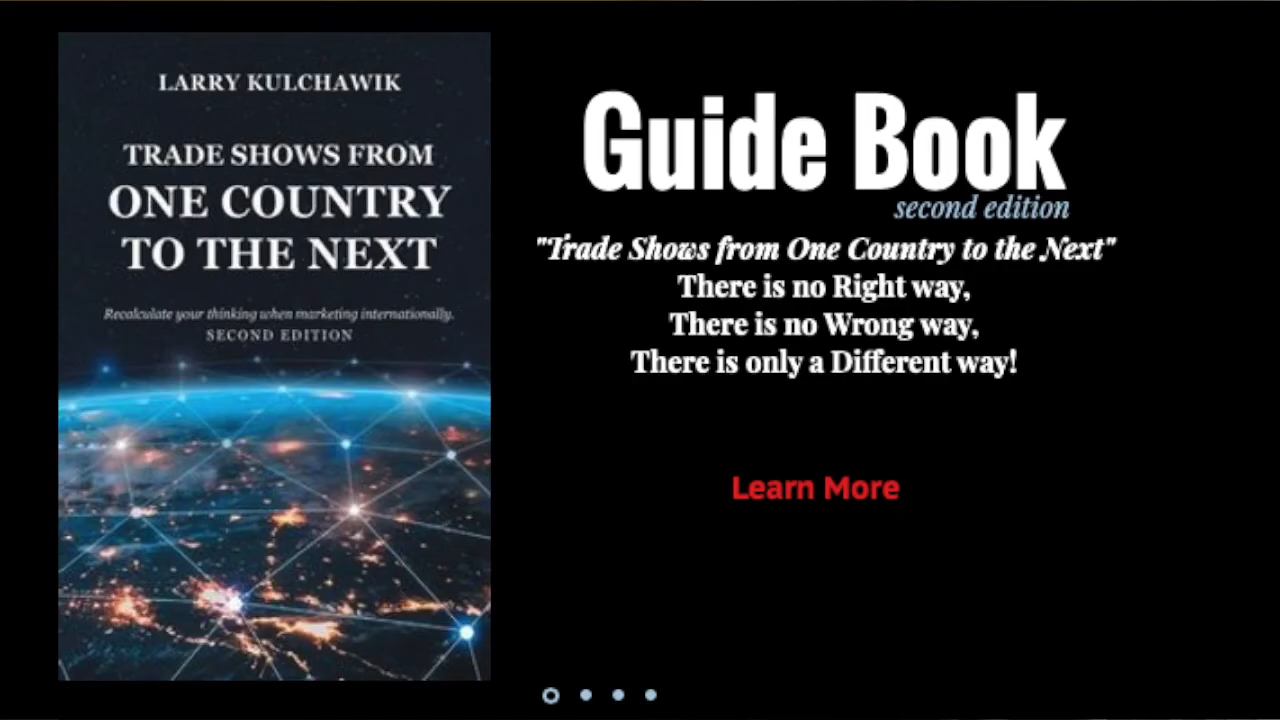 LARRY KULCHAWIK
TRADE SHOWS FROM
ONE COUNTRY
TO THE NEXT
Recalculate your thinking when marketing internationally.
SECOND EDITION
Guide Book
second edition
"Trade Shows from One Country to the Next"
There is no Right way,
There is no Wrong way,
There is only a Different way!
Learn More